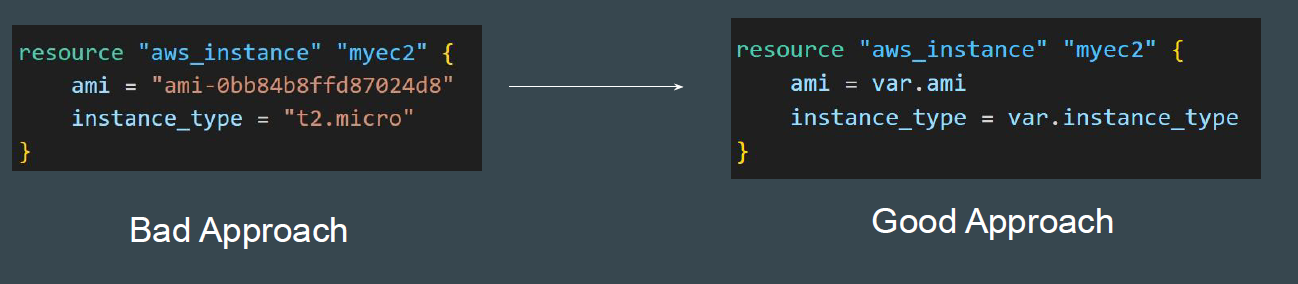 resource "aws_instance" "myec2" {
    ami = "ami-0bb84b8ffd87024d8"
    instance_type = "t2.micro"
}
Bad Approach
resource "aws_instance" "myec2" {
    ami = var.ami
    instance_type = var.instance_type
}
Good Approach